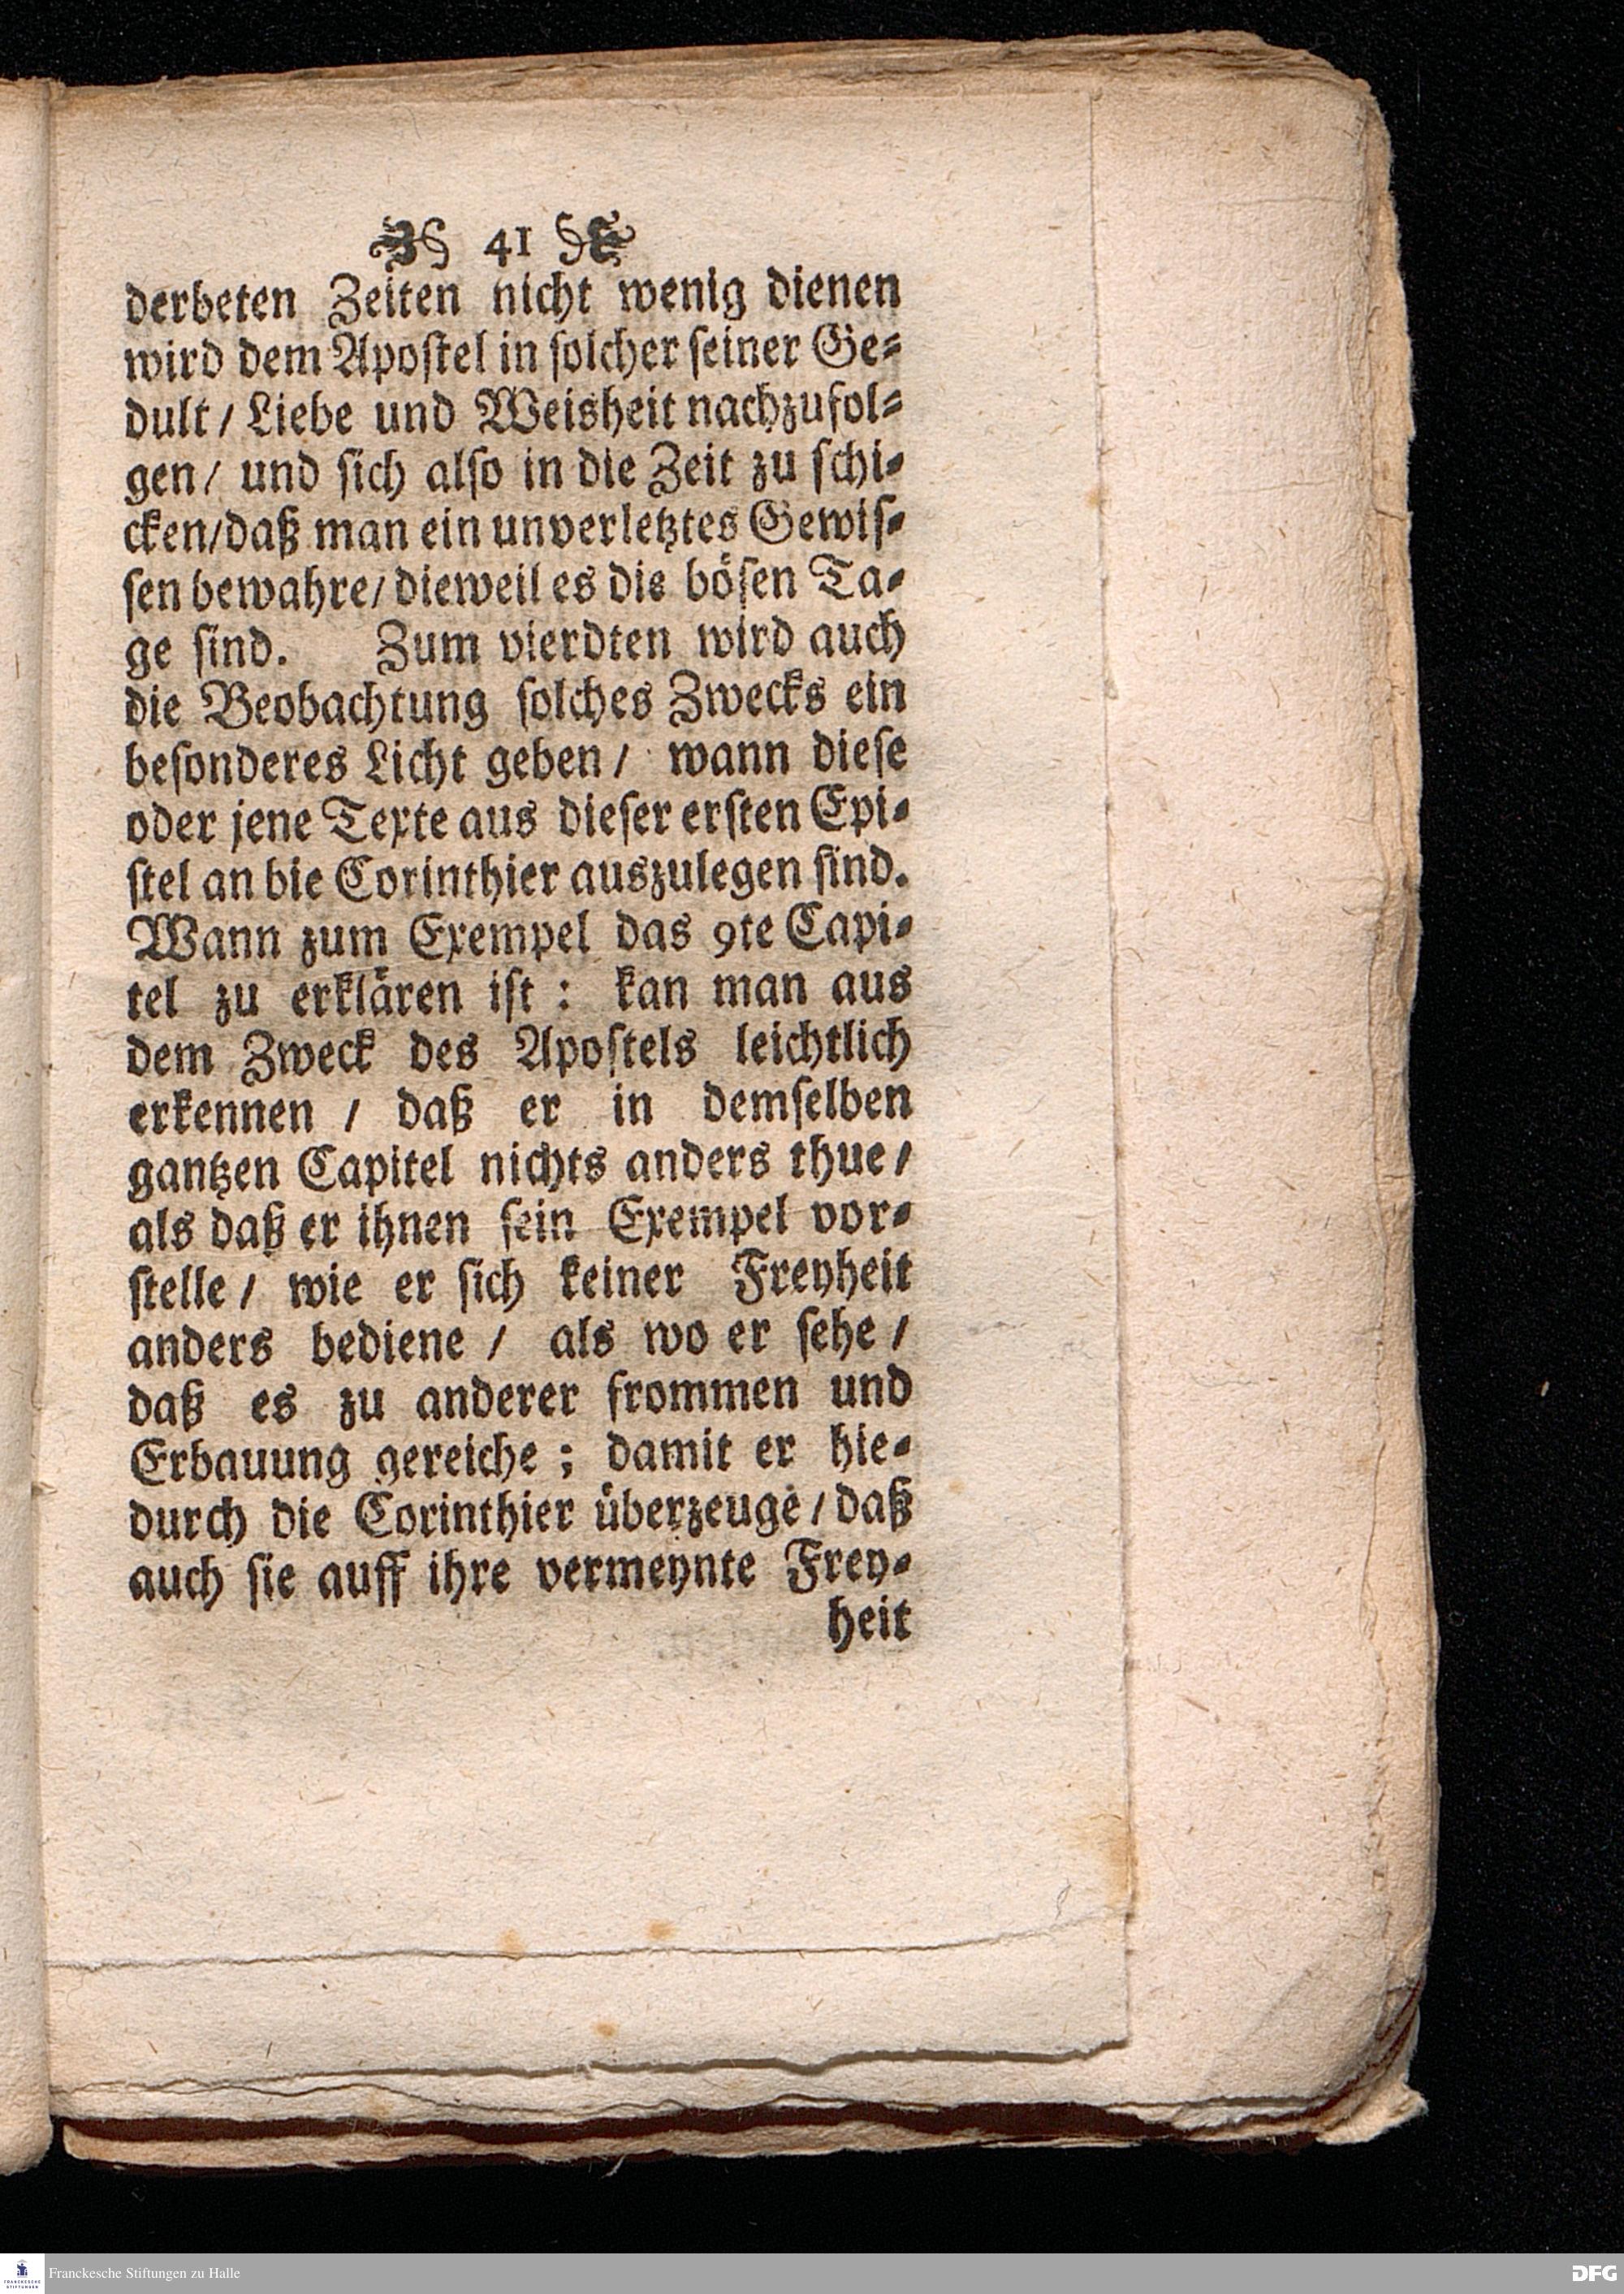 41
derbeten Zeiten nicht wenig dienen
wird dem Apoſtel in ſolcher ſeiner Ge⸗
dult / Liebe und Weisheit nachzufol⸗
gen / und ſich alſo in die Zeit zu ſchi⸗
cken/daß man ein unverletztes Gewiſ⸗
ſen bewahre/ dieweil es die böſen Ta⸗
ge ſind. Zum vierdten wird auch
die Beobachtung ſolches Zwecks ein
beſonderes Licht geben / wann dieſe
oder jene Texte aus dieſer erſten Epi⸗
ſtel an bie Corinthier auszulegen ſind.
Wann zum Exempel das 9te Capi⸗
tel zu erklären iſt : kan man aus
dem Zweck des Apoſtels leichtlich
erkennen / daß er in demſelben
gantzen Capitel nichts anders thue /
als daß er ihnen ſein Exempel vor⸗
ſtelle / wie er ſich keiner Freyheit
anders bediene / als wo er ſehe /
daß es zu anderer frommen und
Erbauung gereiche ; damit er hie⸗
durch die Corinthier überzeuge / daß
auch ſie auff ihre vermeynte Frey⸗
heit
Franckesche Stiftungen zu Halle
DFG